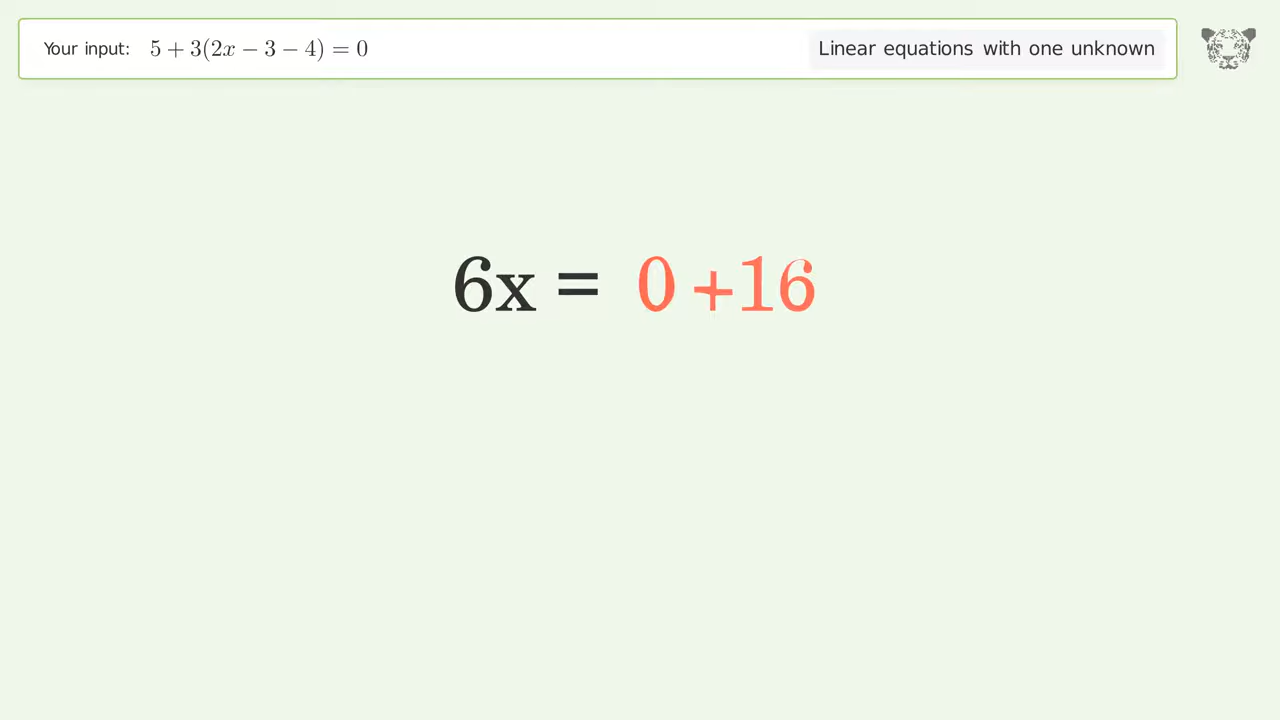 Your input: 5 + 3(2x − 3 − 4) = 0
Linear equations with one unknown
6x = 0 +16